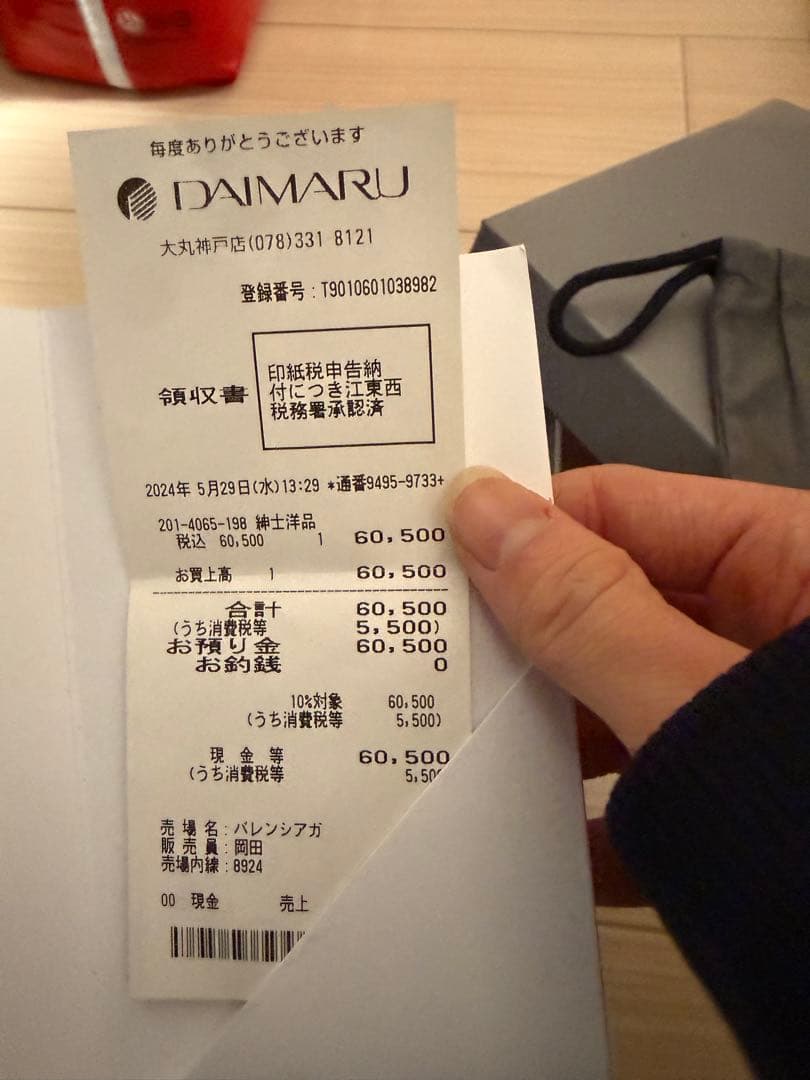 毎度ありがとうございます
DAIMARU
大丸神戸店(078)331 8121
登録番号:T9010601038982
領収書
印紙税申告納
付につき江東西
税務署承認済
2024年 5月29日(水)13:29 *通番9495-9733+
201-4065-198 紳士洋品
税込 60,500 1 60,500
お買上高 1 60,500
合計 60,500
(うち消費税等 5,500)
お預り金 60,500
お釣銭 0
10%対象 60,500
(うち消費税等 5,500)
現 金 等 60,500
(うち消費税等 5,500
売 場 名:バレンシアガ
販 売 員:岡田
売場内線:8924
00 現金 売上